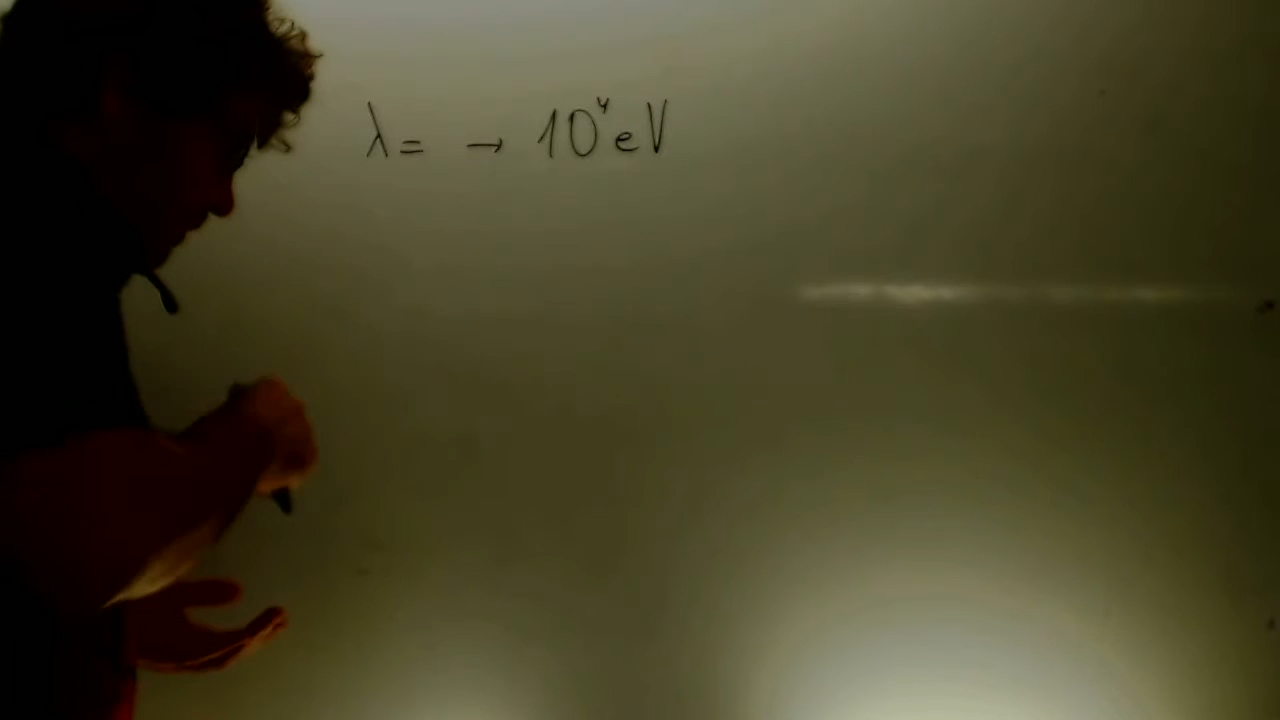 λ = → 10⁴ eV